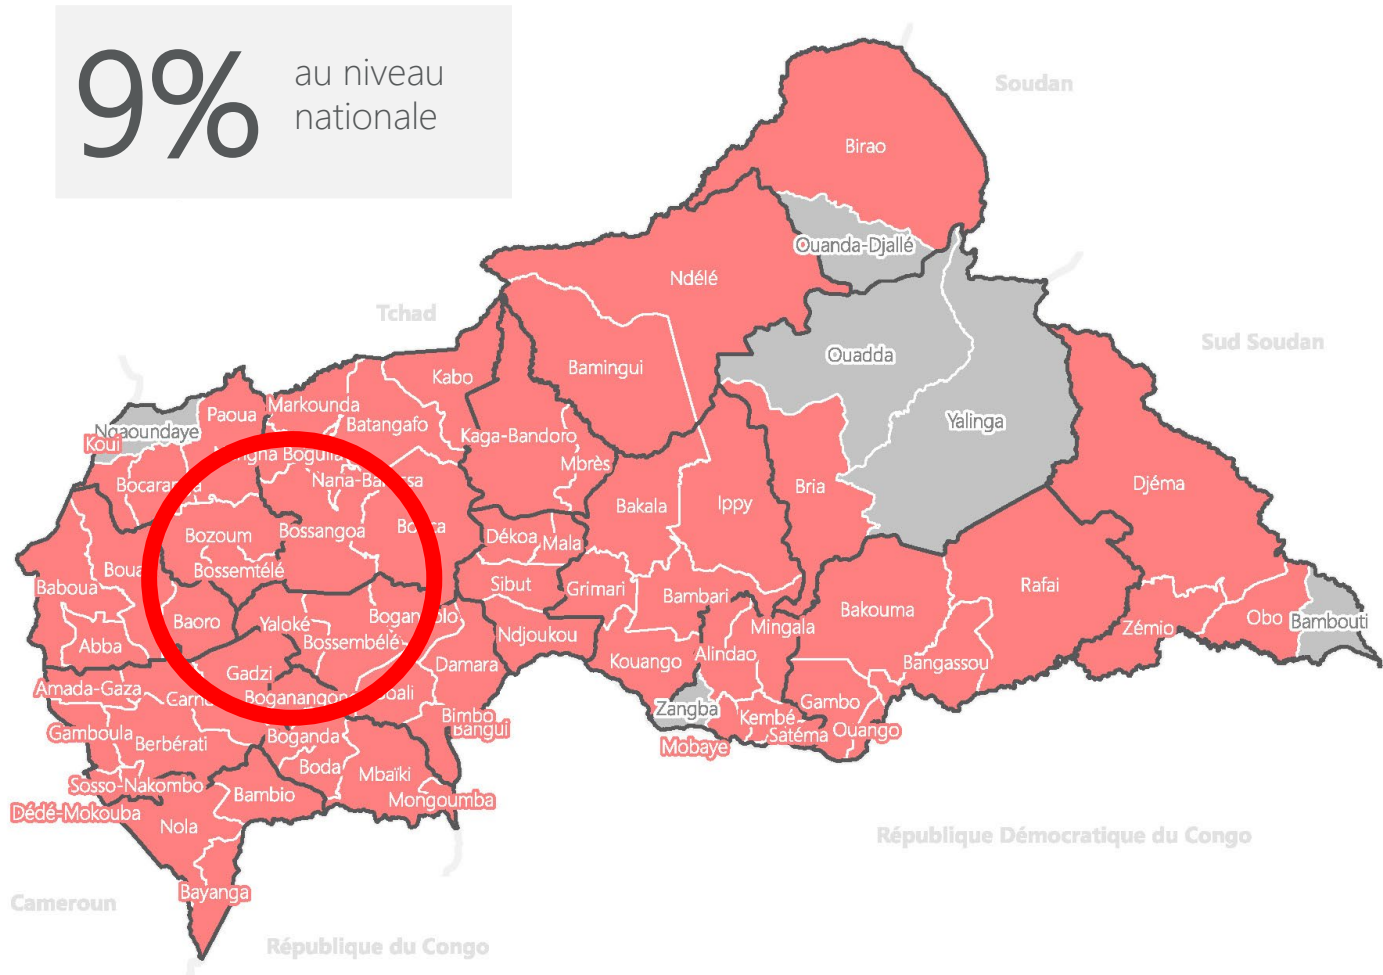 9%
au niveau
nationale
Soudan
Birao
Ouanda-Djallé
Ndélé
Tchad
Sud Soudan
Ouadda
Bamingui
Kabo
Markounda
Paoua
Batangafo
Yalinga
Ngaoundaye
Koui
Kaga-Bandoro
Mbrès
Nana-
Bria
Ippy
Bakala
Djéma
Bozoum
Bossangoa
Dékoa
Mala
Bossemtélé
Baboua
Sibut
Grimari
Bambari
Rafai
Bakouma
Baoro
Yaloké
Bossembélé
Ndjoukou
Mingala
Zémio
Obo
Bambouti
Abba
Damara
Kouango
Alindao
Bangassou
Gadzi
Amada-Gaza
Boganangone
Gambo
Zangba
Kembé
Satéma
Ouango
Mobaye
Bimbo
Bangui
Gamboula
Berbérati
Boganda
Boda
Mbaïki
Sosso-Nakombo
Bambio
Mongoumba
Dédé-Mokouba
Nola
République Démocratique du Congo
Bayanga
Cameroun
République du Congo